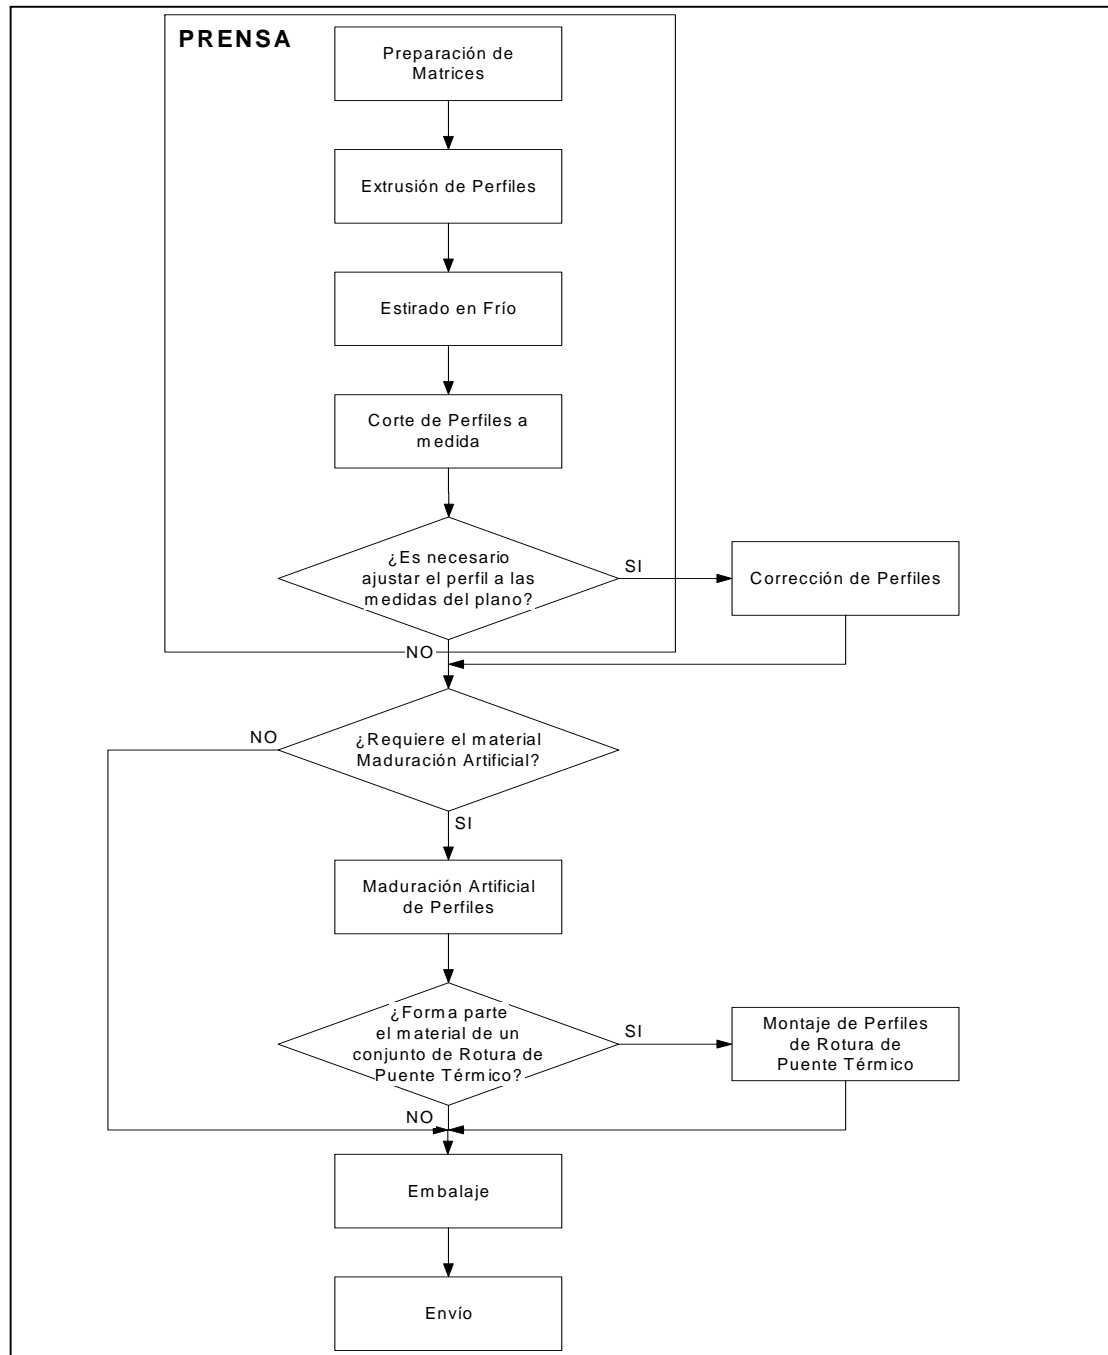 PRENSA
Preparación de
Matrices
Extrusión de Perfiles
Estirado en Frío
Corte de Perfiles a
medida
¿Es necesario
ajustar el perfil a las
medidas del plano?
SI
Corrección de Perfiles
NO
¿Requiere el material
Maduración Artificial?
NO
SI
Maduración Artificial
de Perfiles
¿Forma parte
el material de un
conjunto de Rotura de
Puente Térmico?
SI
Montaje de Perfiles
de Rotura de
Puente Térmico
NO
Embalaje
Envío